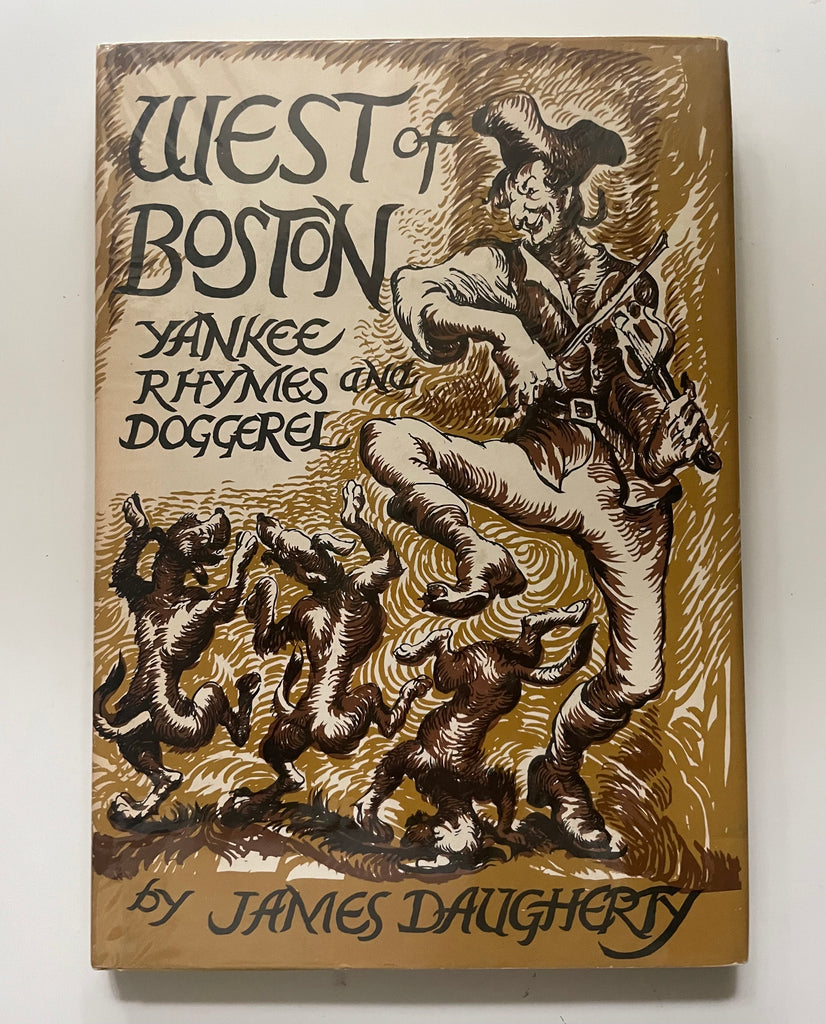 WEST of
BOSTON
YANKEE
RHYMES and
DOGGEREL
by JAMES DAUGHERTY